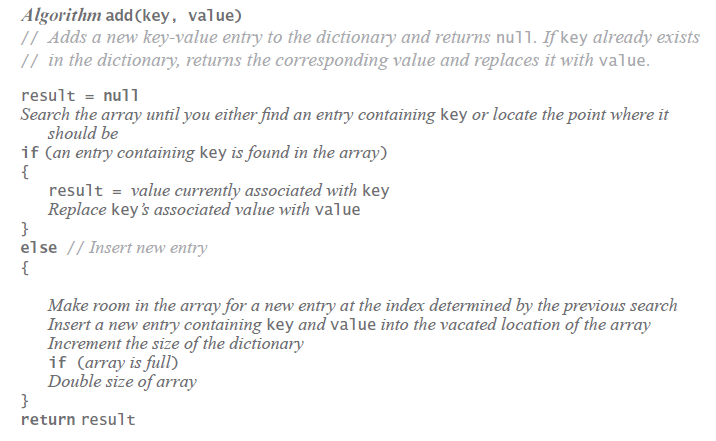 Algorithm add(key, value)
// Adds a new key-value entry to the dictionary and returns null. If key already exists
// in the dictionary, returns the corresponding value and replaces it with value.
result = null
Search the array until you either find an entry containing key or locate the point where it
should be
if (an entry containing key is found in the array)
{
result = value currently associated with key
Replace key’s associated value with value
}
else // Insert new entry
{
Make room in the array for a new entry at the index determined by the previous search
Insert a new entry containing key and value into the vacated location of the array
Increment the size of the dictionary
if (array is full)
Double size of array
}
return result